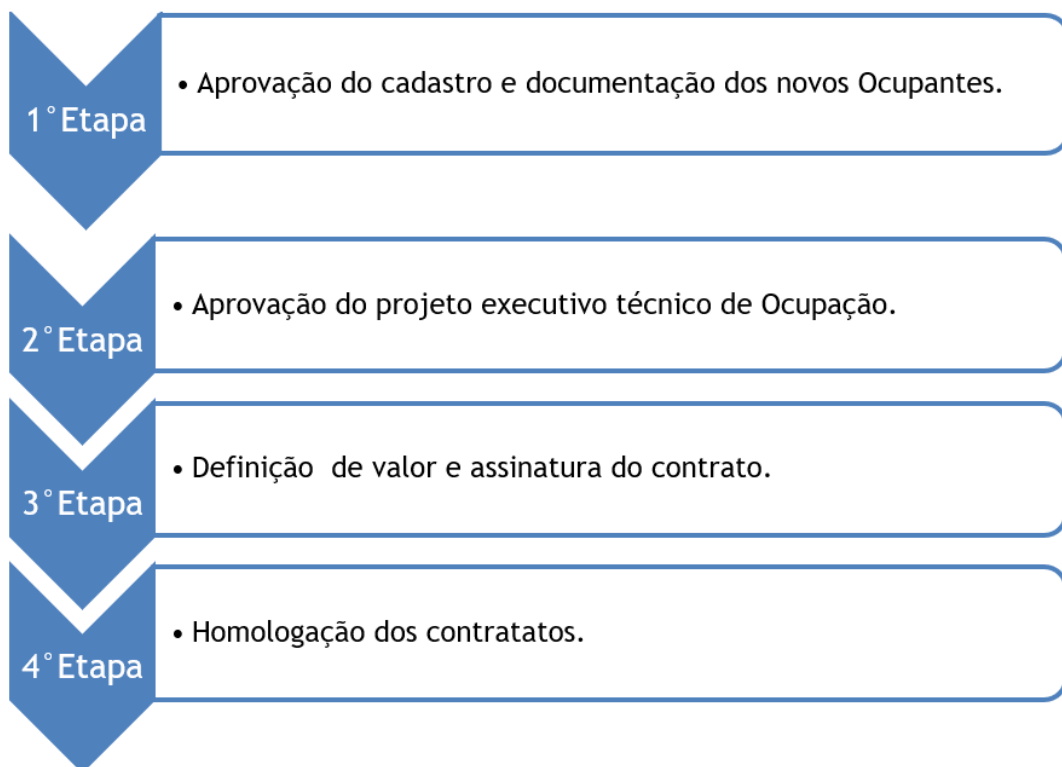 1°Etapa
• Aprovação do cadastro e documentação dos novos Ocupantes.
2°Etapa
• Aprovação do projeto executivo técnico de Ocupação.
3°Etapa
• Definição  de valor e assinatura do contrato.
4°Etapa
• Homologação dos contratatos.